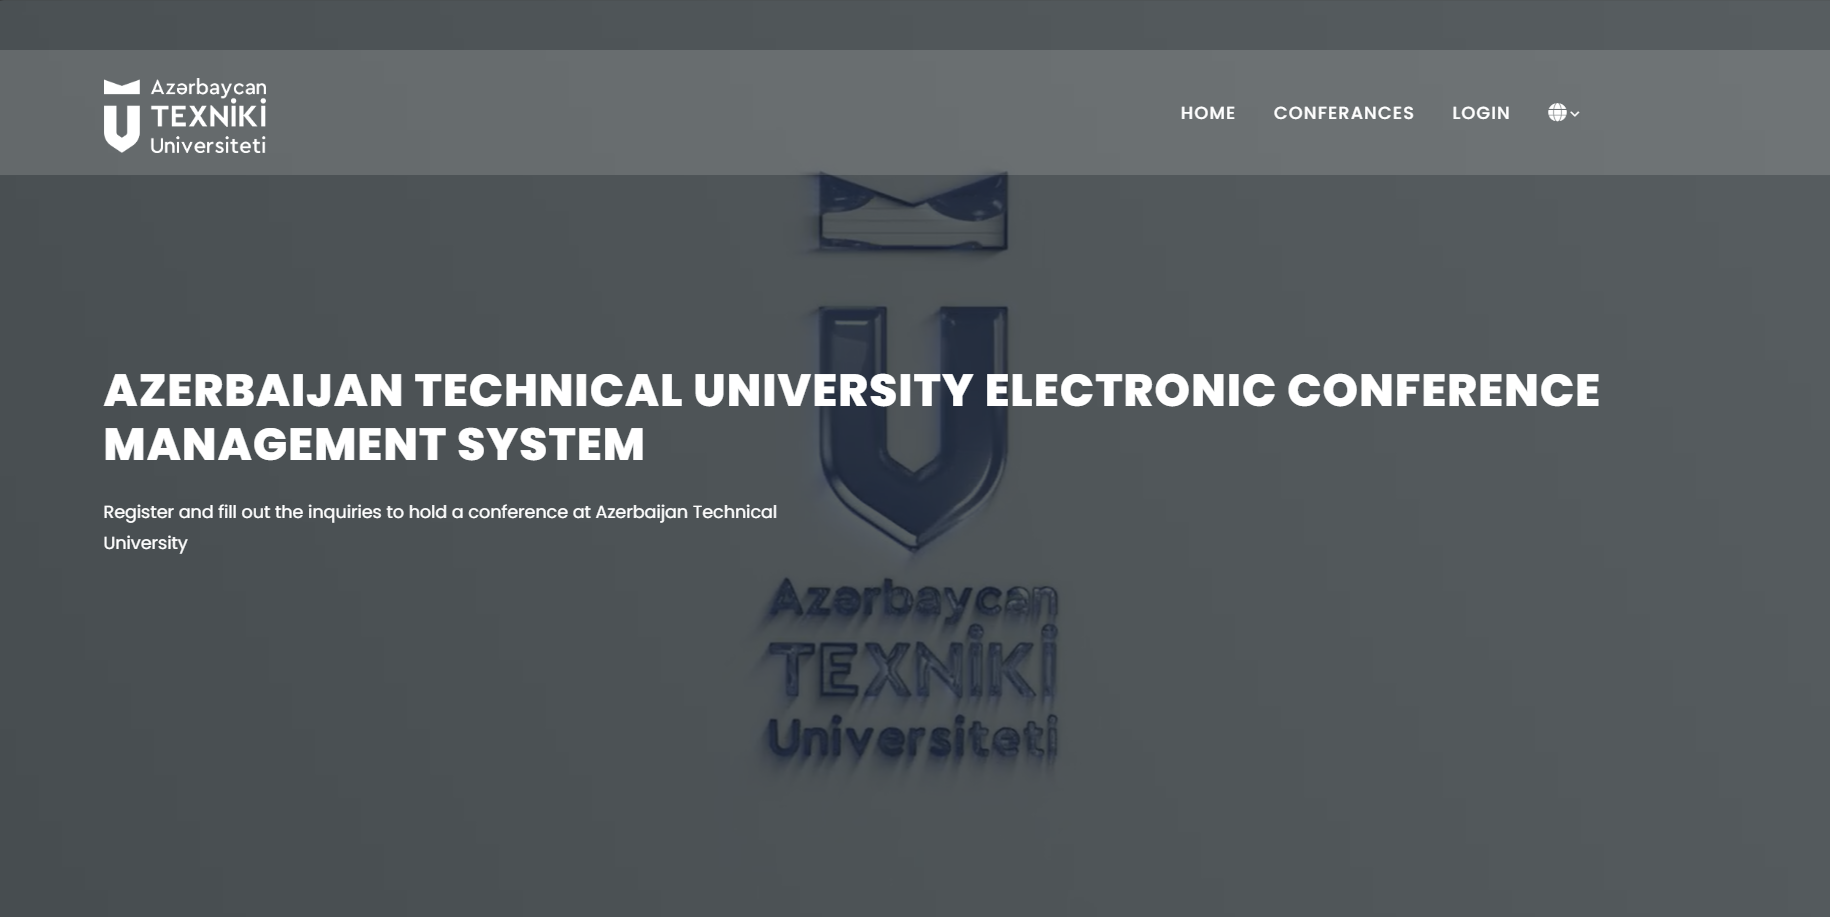 Azərbaycan
TEXNİKİ
Universiteti
HOME CONFERANCES LOGIN
AZERBAIJAN TECHNICAL UNIVERSITY ELECTRONIC CONFERENCE
MANAGEMENT SYSTEM
Register and fill out the inquiries to hold a conference at Azerbaijan Technical
University
Azərbaycan
TEXNİKİ
Universiteti